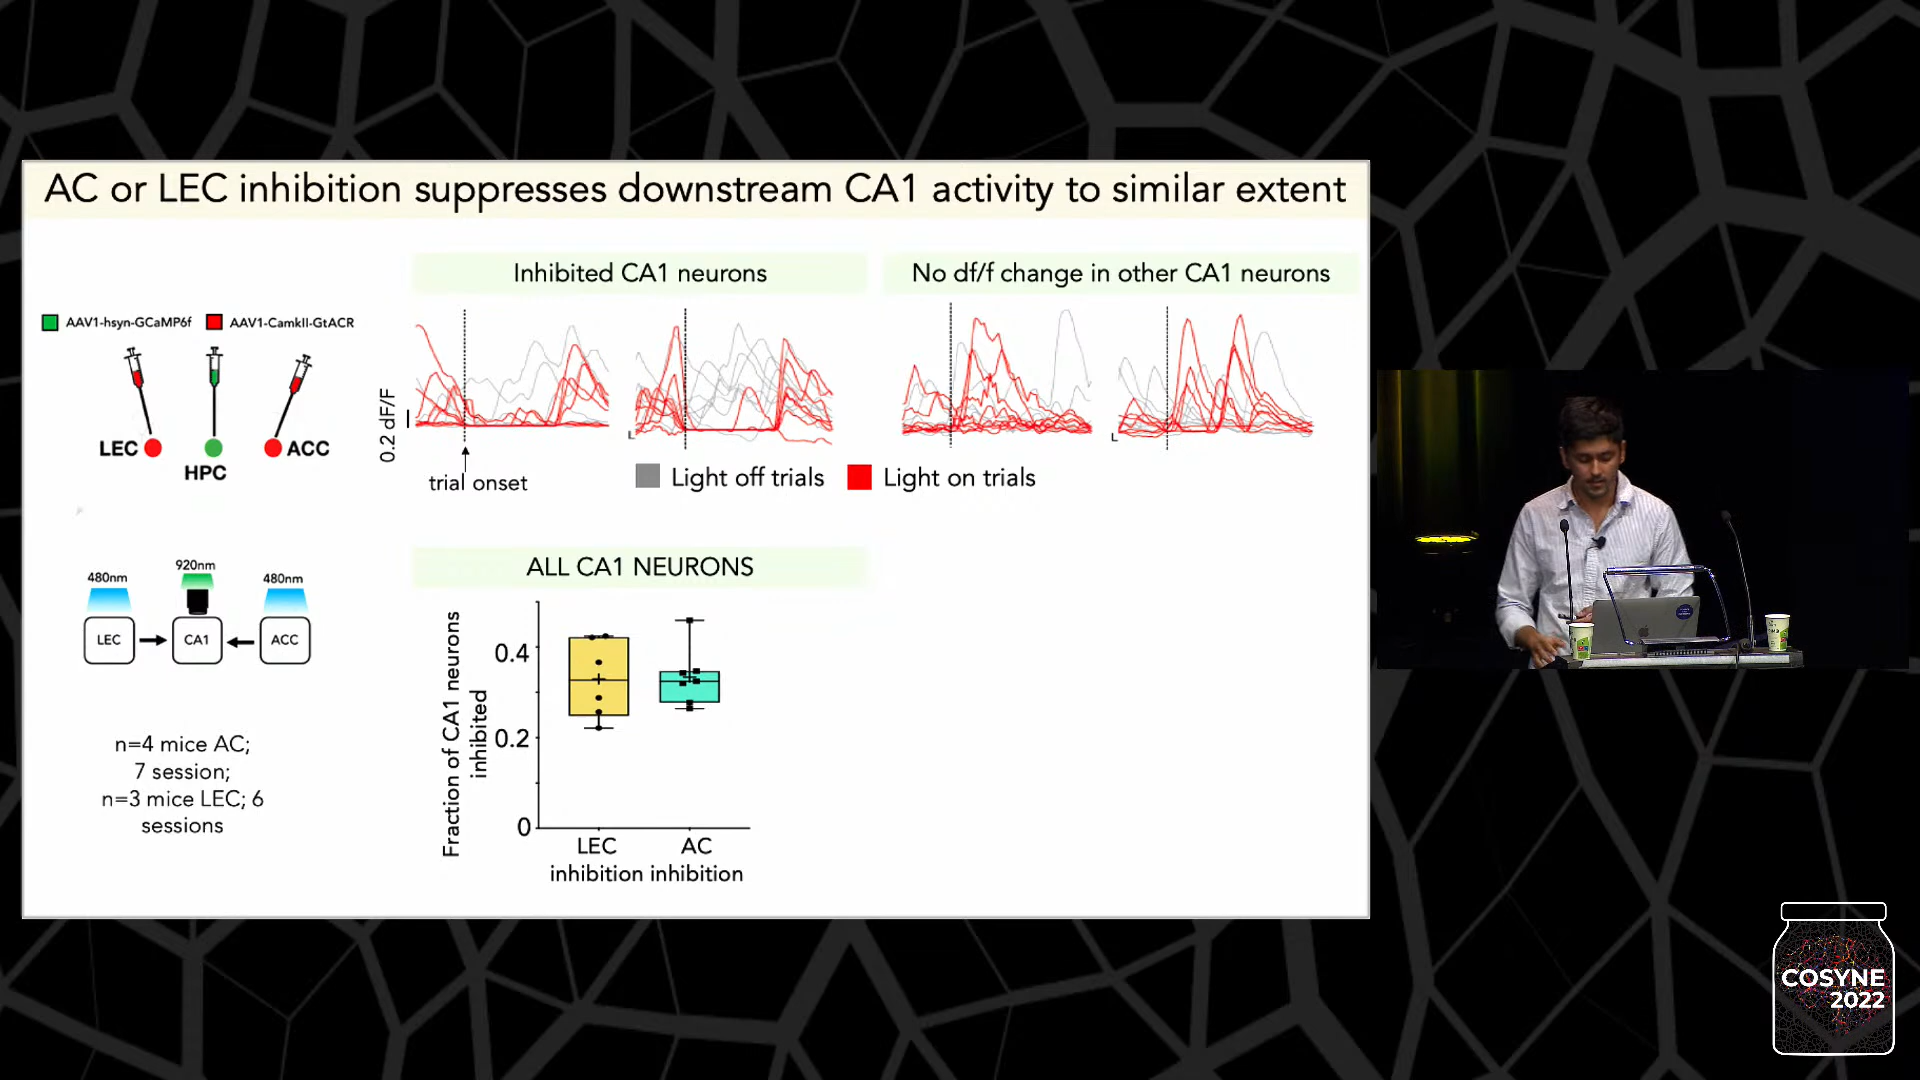 AC or LEC inhibition suppresses downstream CA1 activity to similar extent
Inhibited CA1 neurons
No df/f change in other CA1 neurons
AAV1-hsyn-GCaMP6f
AAV1-CamkII-GtACR
LEC
HPC
ACC
0.2 dF/F
trial onset
Light off trials
Light on trials
480nm
920nm
480nm
LEC
CA1
ACC
n=4 mice AC;
7 session;
n=3 mice LEC; 6
sessions
ALL CA1 NEURONS
Fraction of CA1 neurons
inhibited
0.4
0.2
0
LEC
inhibition
AC
inhibition
COSYNE
2022